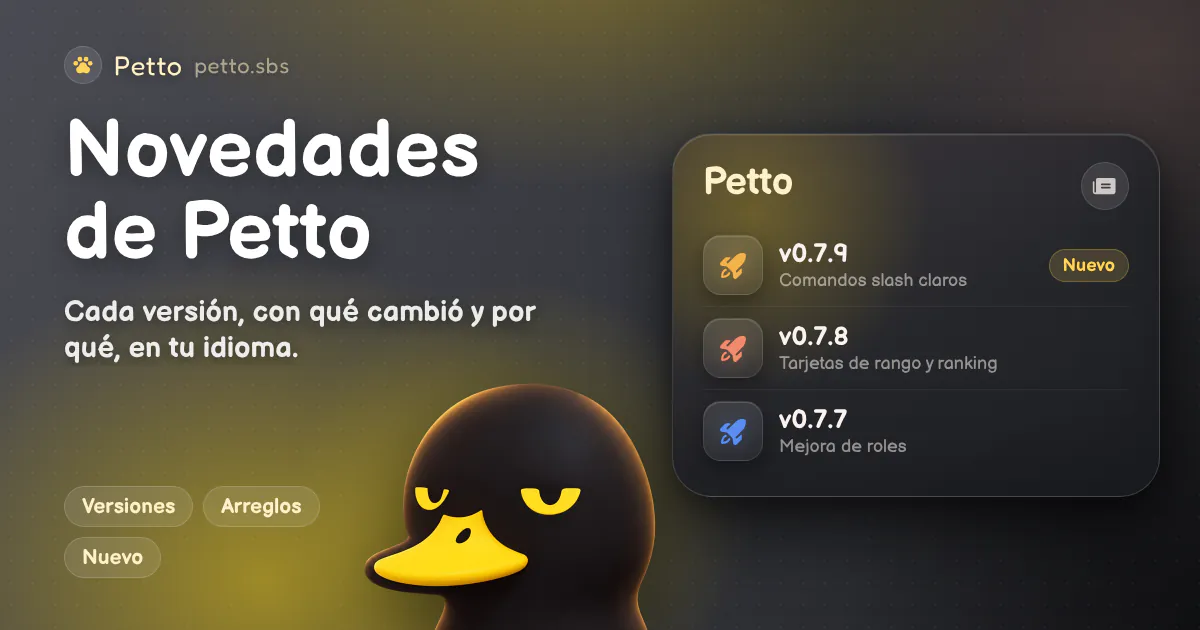 Petto petto.sbs
Novedades
de Petto
Cada versión, con qué cambió y por
qué, en tu idioma.
Versiones
Arreglos
Nuevo
Petto
v0.7.9
Comandos slash claros
Nuevo
v0.7.8
Tarjetas de rango y ranking
v0.7.7
Mejora de roles